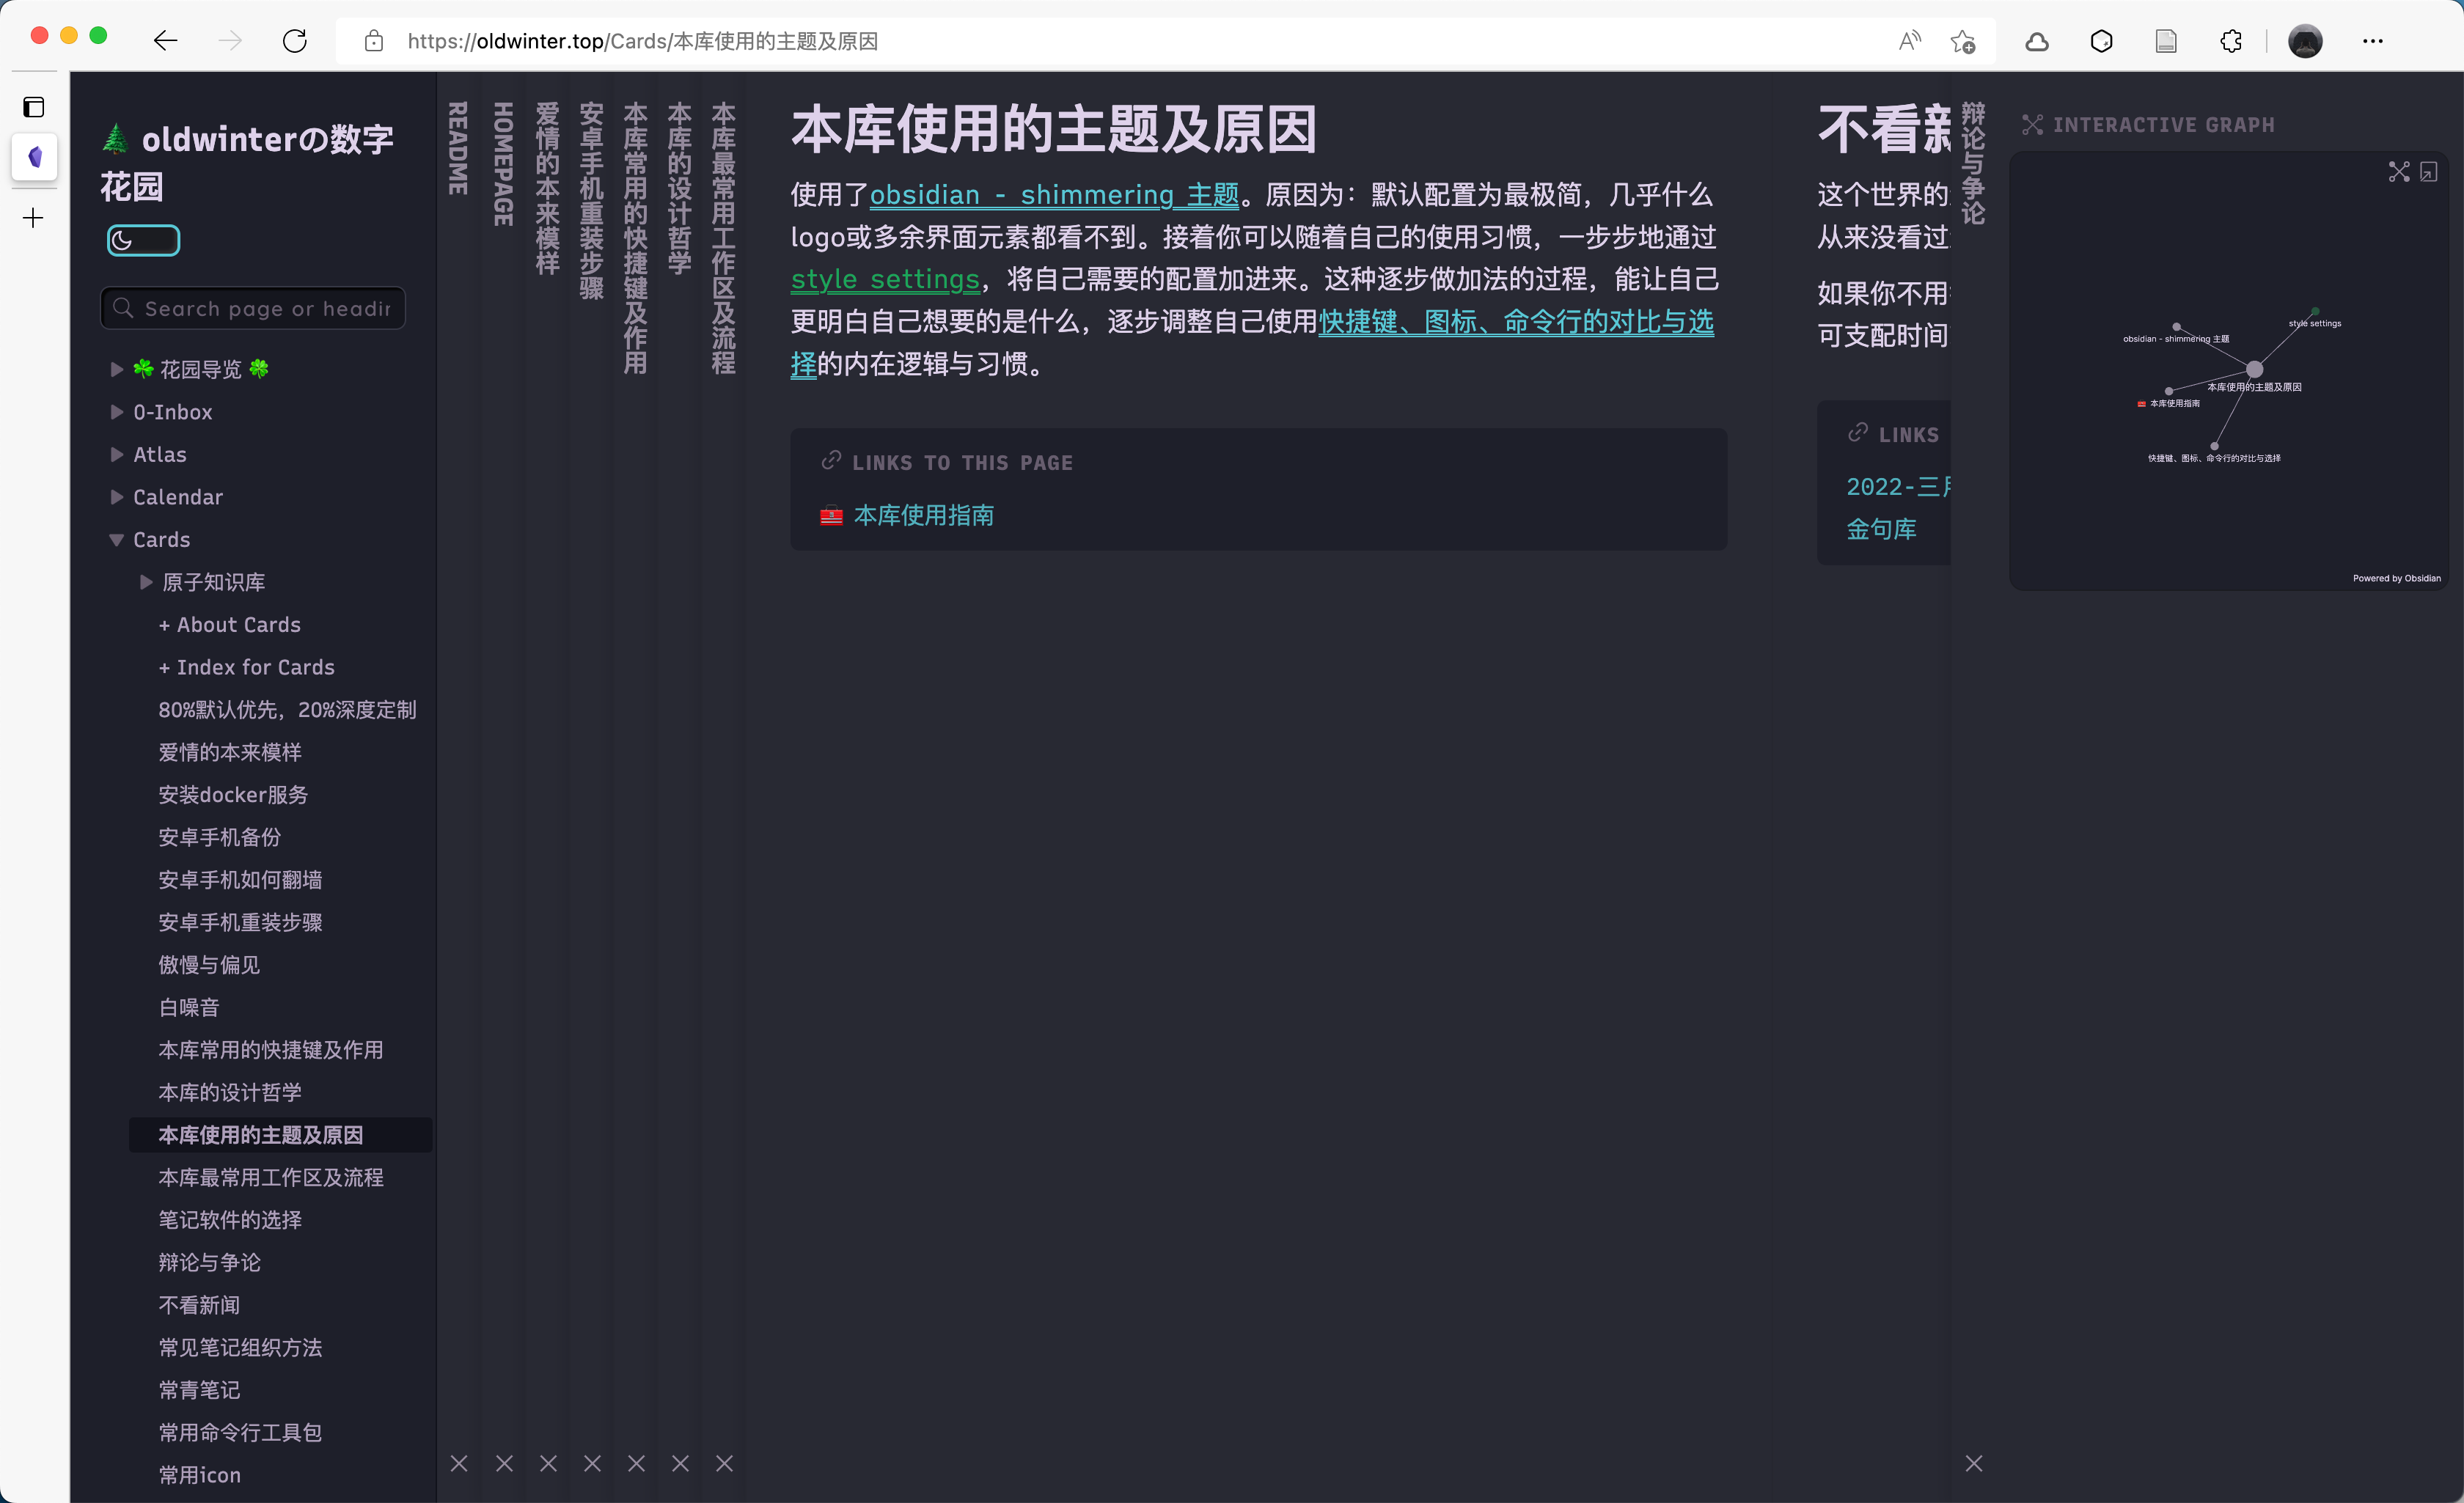 https://oldwinter.top/Cards/本库使用的主题及原因
🌲 oldwinterの数字
花园
Search page or headin
☘️ 花园导览 🍀
0-Inbox
Atlas
Calendar
Cards
原子知识库
+ About Cards
+ Index for Cards
80%默认优先，20%深度定制
爱情的本来模样
安装docker服务
安卓手机备份
安卓手机如何翻墙
安卓手机重装步骤
傲慢与偏见
白噪音
本库常用的快捷键及作用
本库的设计哲学
本库使用的主题及原因
本库最常用工作区及流程
笔记软件的选择
辩论与争论
不看新闻
常见笔记组织方法
常青笔记
常用命令行工具包
常用icon
README
HOMEPAGE
爱情的本来模样
安卓手机重装步骤
本库常用的快捷键及作用
本库的设计哲学
本库最常用工作区及流程
本库使用的主题及原因
使用了obsidian - shimmering 主题。原因为：默认配置为最极简，几乎什么
logo或多余界面元素都看不到。接着你可以随着自己的使用习惯，一步步地通过
style settings，将自己需要的配置加进来。这种逐步做加法的过程，能让自己
更明白自己想要的是什么，逐步调整自己使用快捷键、图标、命令行的对比与选
择的内在逻辑与习惯。
LINKS TO THIS PAGE
🧰 本库使用指南
不看新
这个世界的
从来没看过
如果你不用
可支配时间
LINKS
2022-三月
金句库
辩论与争论
INTERACTIVE GRAPH
style settings
obsidian - shimmering 主题
本库使用的主题及原因
🧰 本库使用指南
快捷键、图标、命令行的对比与选择
Powered by Obsidian